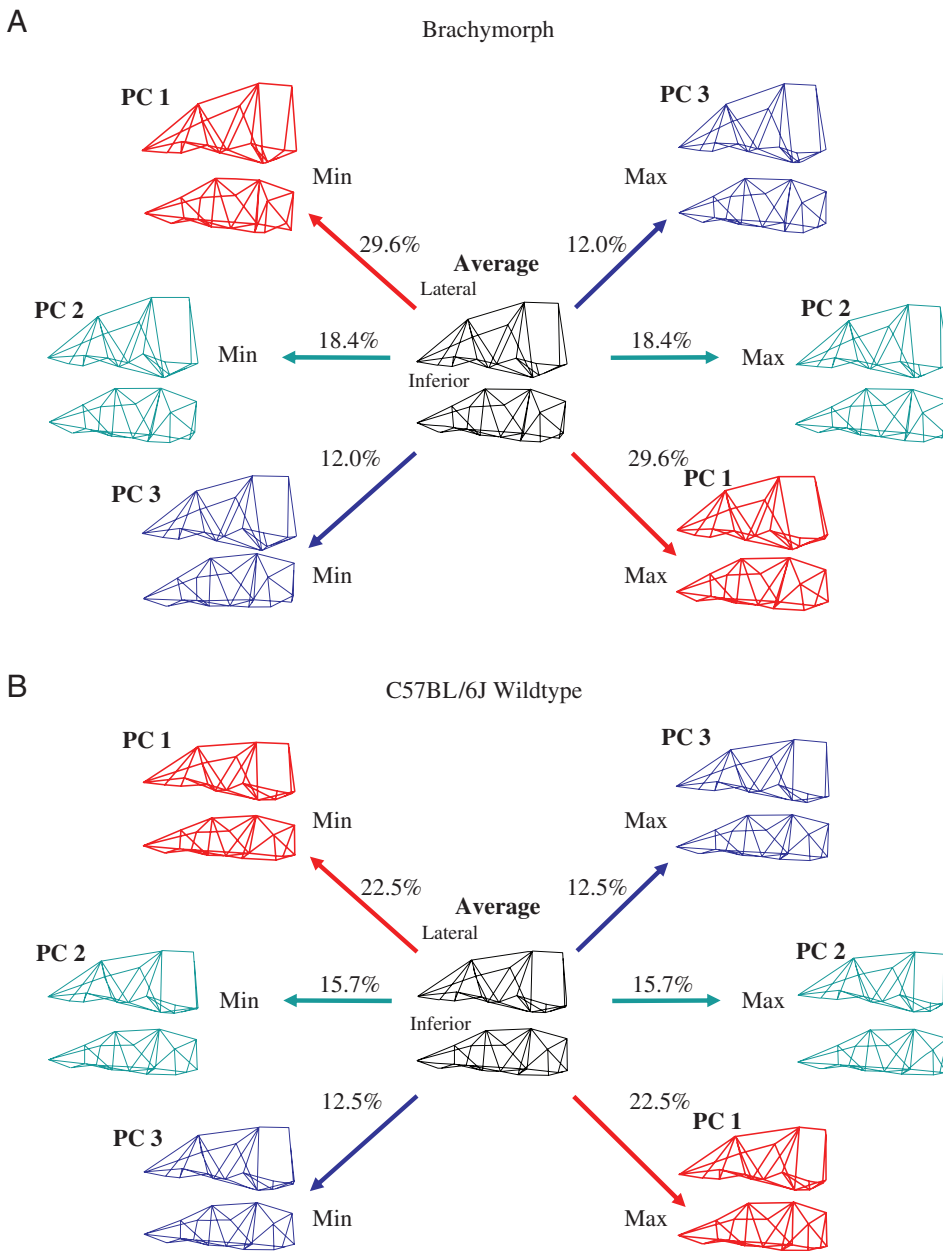 A
Brachymorph
PC 1
PC 3
Min
Max
29.6%
12.0%
Average
Lateral
PC 2
PC 2
18.4%
18.4%
Min
Max
Inferior
12.0%
29.6%
PC 3
PC 1
Min
Max
B
C57BL/6J Wildtype
PC 1
PC 3
Min
Max
22.5%
12.5%
Average
Lateral
PC 2
PC 2
15.7%
15.7%
Min
Max
Inferior
12.5%
22.5%
PC 3
PC 1
Min
Max